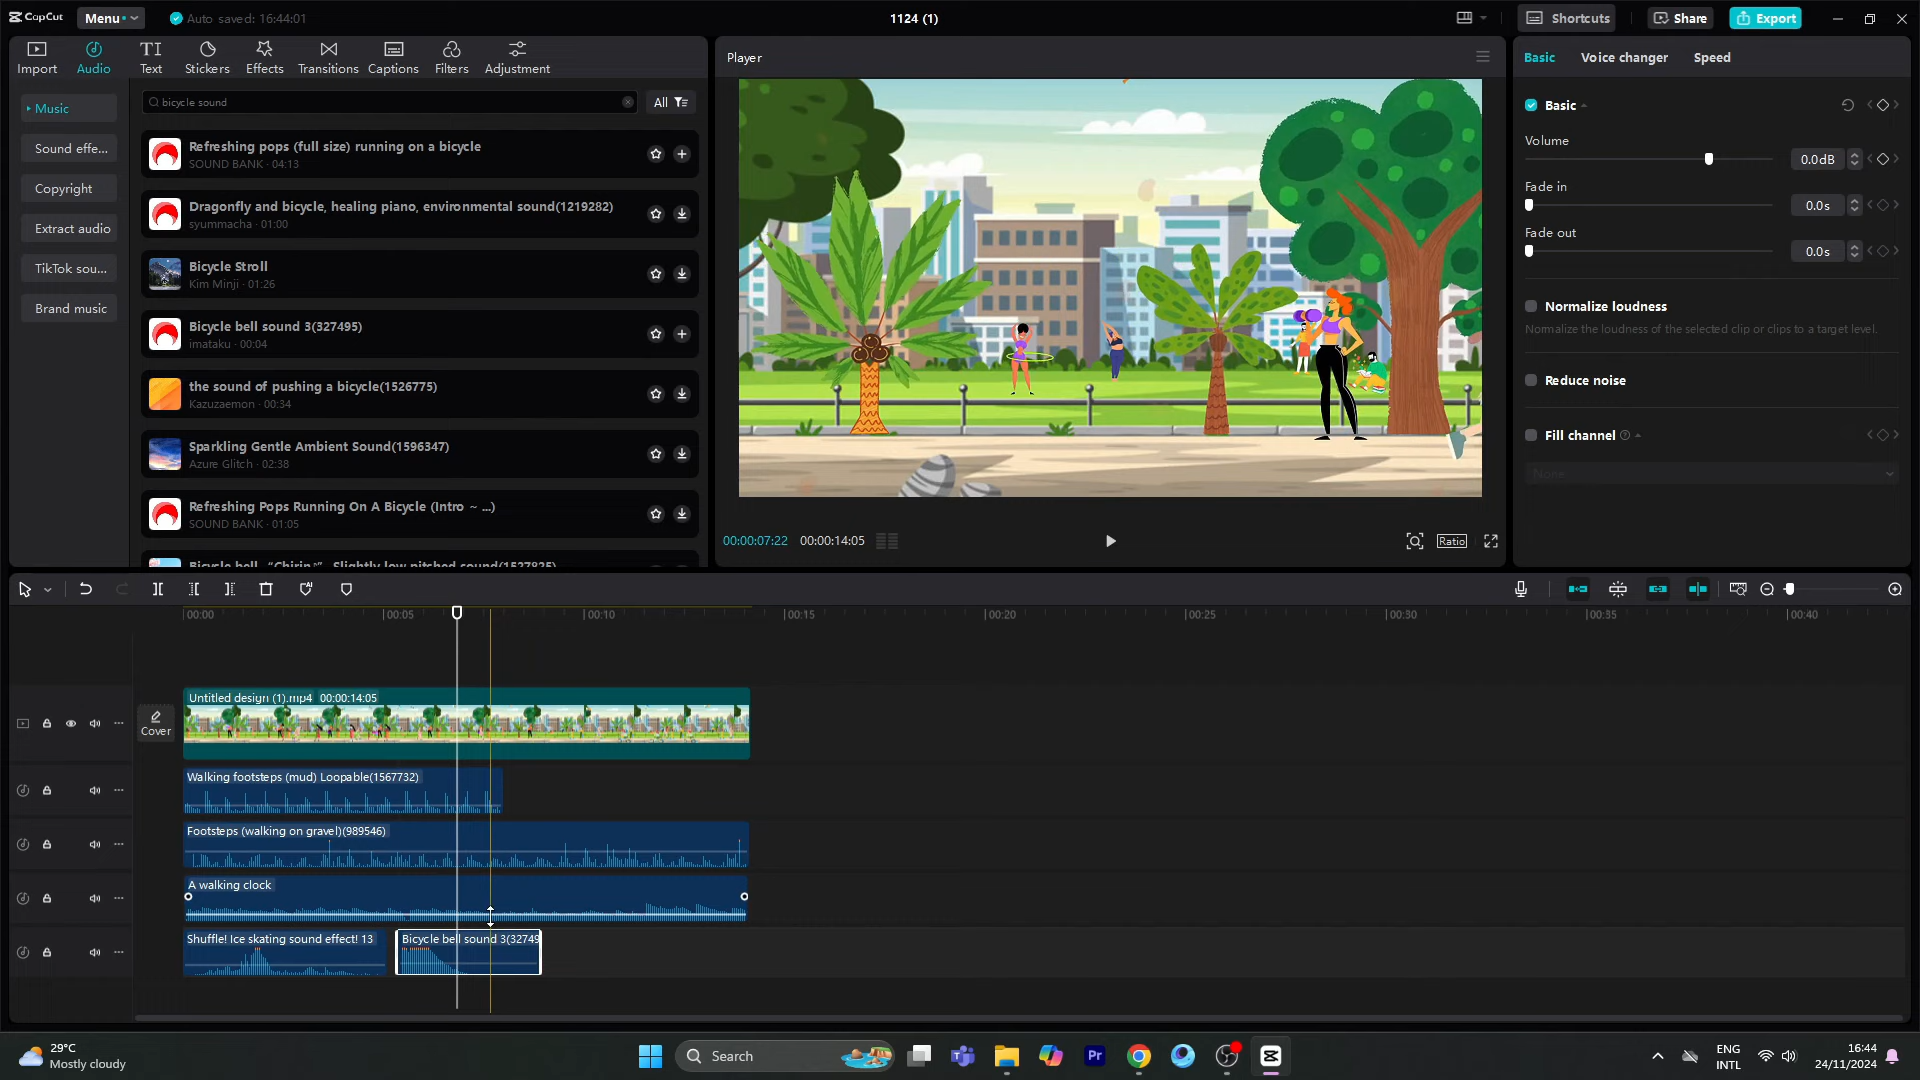 CapCut
Menu
Auto saved: 16:44:01
1124 (1)
Shortcuts
Share
Export
Import
Audio
Text
Stickers
Effects
Transitions
Captions
Filters
Adjustment
Player
Basic
Voice changer
Speed
Music
Sound effe...
Copyright
Extract audio
TikTok sou...
Brand music
bicycle sound
All
Refreshing pops (full size) running on a bicycle
SOUND BANK · 04:13
Dragonfly and bicycle, healing piano, environmental sound(1219282)
syummacha · 01:00
Bicycle Stroll
Kim Minji · 01:26
Bicycle bell sound 3(327495)
imataku · 00:04
the sound of pushing a bicycle(1526775)
Kazuzaemon · 00:34
Sparkling Gentle Ambient Sound(1596347)
Azure Glitch · 02:38
Refreshing Pops Running On A Bicycle (Intro ~ ...)
SOUND BANK · 01:05
Bicycle bell, “Chirin♪”, Slightly low pitched sound(1527825)
00:00:07:22
00:00:14:05
Ratio
Basic
Volume
0.0dB
Fade in
0.0s
Fade out
0.0s
Normalize loudness
Normalize the loudness of the selected clip or clips to a target level.
Reduce noise
Fill channel
None
00:00
00:05
00:10
00:15
00:20
00:25
00:30
00:35
00:40
Cover
Untitled design (1).mp4 00:00:14:05
Walking footsteps (mud) Loopable(1567732)
Footsteps (walking on gravel)(989546)
A walking clock
Shuffle! Ice skating sound effect! 13
Bicycle bell sound 3(32749
29°C
Mostly cloudy
Search
Pr
ENG
INTL
16:44
24/11/2024